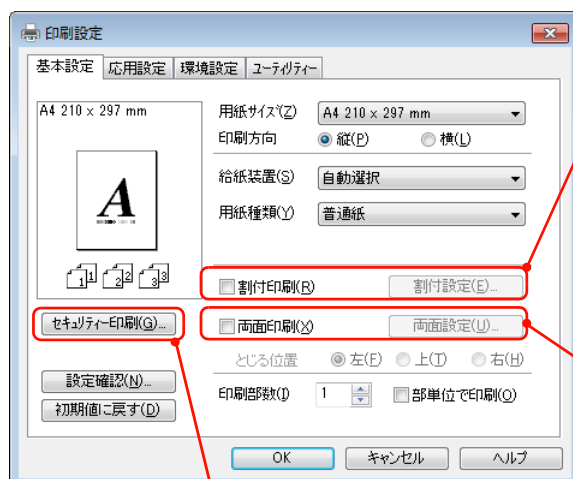 印刷設定
基本設定 応用設定 環境設定 ユーティリティー
A4 210 × 297 mm
用紙サイズ(Z) A4 210 × 297 mm
印刷方向 縦(P) 横(L)
給紙装置(S) 自動選択
A
用紙種類(Y) 普通紙
1 1 2 2 3 3
割付印刷(R) 割付設定(E)...
セキュリティー印刷(G)... 両面印刷(X) 両面設定(U)...
とじる位置 左(F) 上(T) 右(H)
設定確認(N)...
印刷部数(I) 1 部単位で印刷(O)
初期値に戻す(D)
OK キャンセル ヘルプ